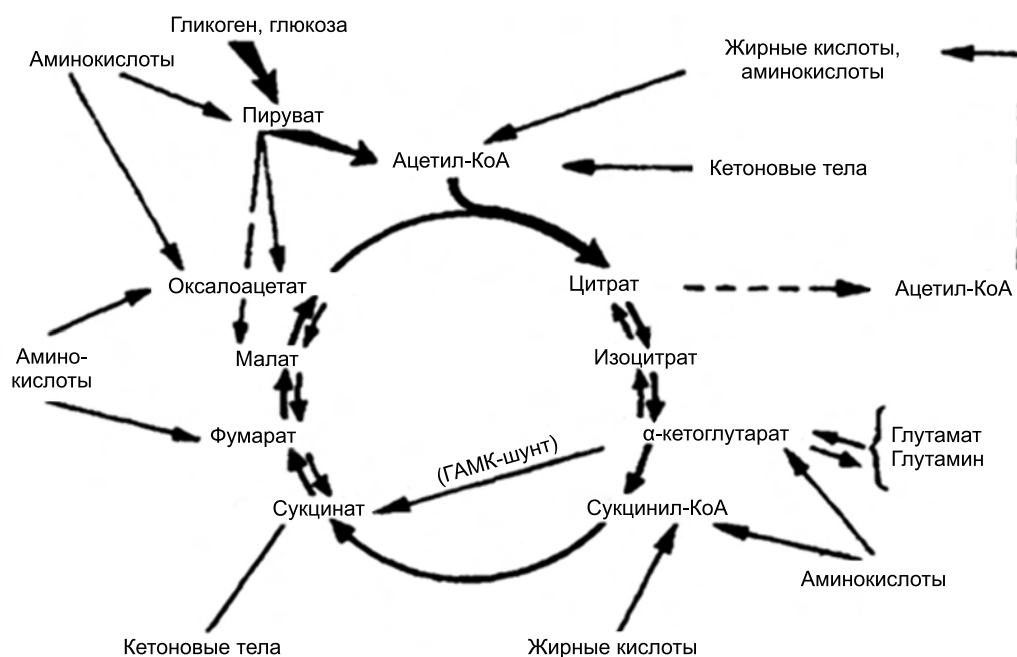 Гликоген, глюкоза
Аминокислоты
Жирные кислоты,
аминокислоты
Пируват
Ацетил-КоА
Кетоновые тела
Оксалоацетат
Цитрат
Ацетил-КоА
Малат
Изоцитрат
Амино-
кислоты
Фумарат
α-кетоглутарат
Глутамат
Глутамин
(ГАМК-шунт)
Сукцинат
Сукцинил-КоА
Аминокислоты
Кетоновые тела
Жирные кислоты